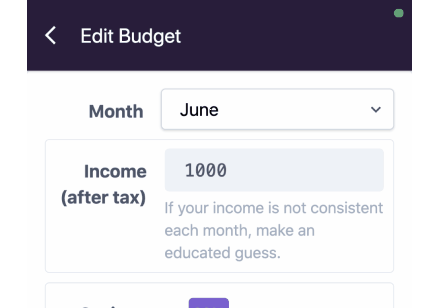 Edit Budget
Month
June
Income
(after tax)
1000
If your income is not consistent
each month, make an
educated guess.